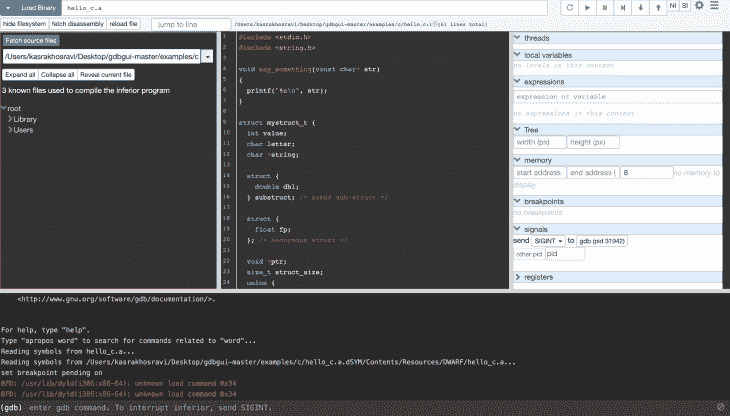 Load Binary hello_c.a NI SI
hide filesystem fetch disassembly reload file jump to line /Users/kasrakhosravi/Desktop/gdbgui-master/examples/c/hello.c:1 (61 lines total)
Fetch source files
/Users/kasrakhosravi/Desktop/gdbgui-master/examples/c
Expand all Collapse all Reveal current file
3 known files used to compile the inferior program
root
Library
Users
1 #include <stdio.h>
2 #include <string.h>
3
4 void say_something(const char* str)
5 {
6 printf("%s\n", str);
7 }
8
9 struct mystruct_t {
10 int value;
11 char letter;
12 char *string;
13
14 struct {
15 double dbl;
16 } substruct; /* named sub-struct */
17
18 struct {
19 float fp;
20 }; /* anonymous struct */
21
22 void *ptr;
23 size_t struct_size;
24 union {
threads
local variables
no locals in this context
expressions
expression or variable
no expressions in this context
Tree
width (px) height (px)
memory
start address end address ( 8 no memory to
display
breakpoints
no breakpoints
signals
send SIGINT to gdb (pid 31942)
other pid pid
registers
<http://www.gnu.org/software/gdb/documentation/>.
For help, type "help".
Type "apropos word" to search for commands related to "word"...
Reading symbols from hello_c.a...
Reading symbols from /Users/kasrakhosravi/Desktop/gdbgui-master/examples/c/hello_c.a.dSYM/Contents/Resources/DWARF/hello_c.a...
set breakpoint pending on
BFD: /usr/lib/dyld(i386:x86-64): unknown load command 0x34
BFD: /usr/lib/dyld(i386:x86-64): unknown load command 0x34
(gdb) enter gdb command. To interrupt inferior, send SIGINT.